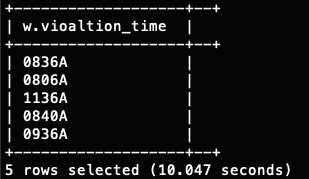 +-------------------+--+
| w.vioaltion_time  |
+-------------------+--+
| 0836A             |
| 0806A             |
| 1136A             |
| 0840A             |
| 0936A             |
+-------------------+--+
5 rows selected (10.047 seconds)